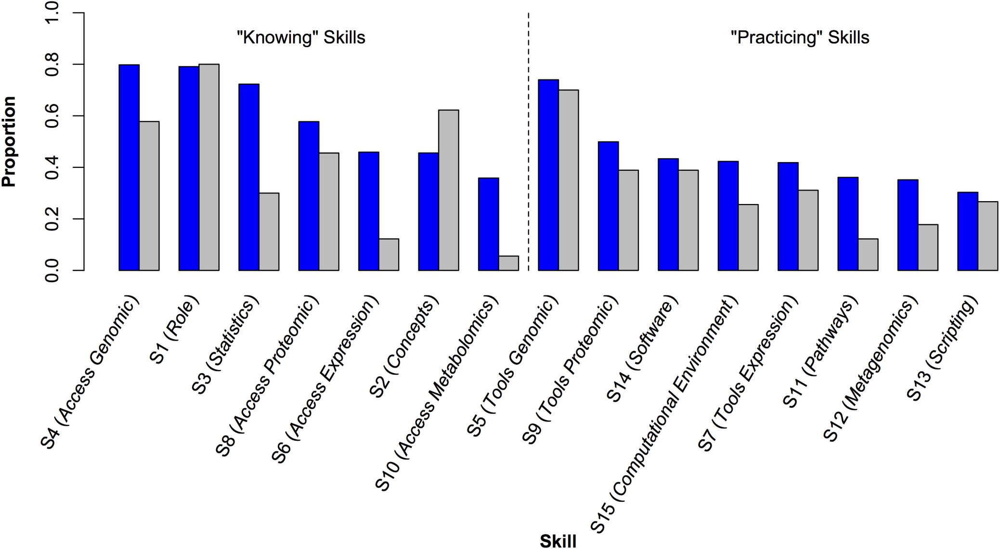 "Knowing" Skills
"Practicing" Skills
Proportion
1.0
0.8
0.6
0.4
0.2
0.0
S4 (Access Genomic)
S1 (Role)
S3 (Statistics)
S8 (Access Proteomic)
S6 (Access Expression)
S2 (Concepts)
S10 (Access Metabolomics)
S5 (Tools Genomic)
S9 (Tools Proteomic)
S14 (Software)
S15 (Computational Environment)
S7 (Tools Expression)
S11 (Pathways)
S12 (Metagenomics)
S13 (Scripting)
Skill